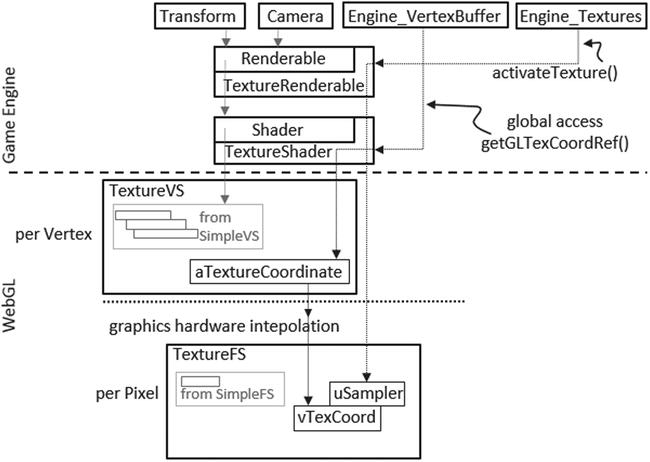 Transform
Camera
Engine_VertexBuffer
Engine_Textures
Renderable
TextureRenderable
activateTexture()
Game Engine
Shader
TextureShader
global access
getGLTexCoordRef()
TextureVS
per Vertex
from
SimpleVS
aTextureCoordinate
WebGL
graphics hardware intepolation
TextureFS
per Pixel
from SimpleFS
uSampler
vTexCoord